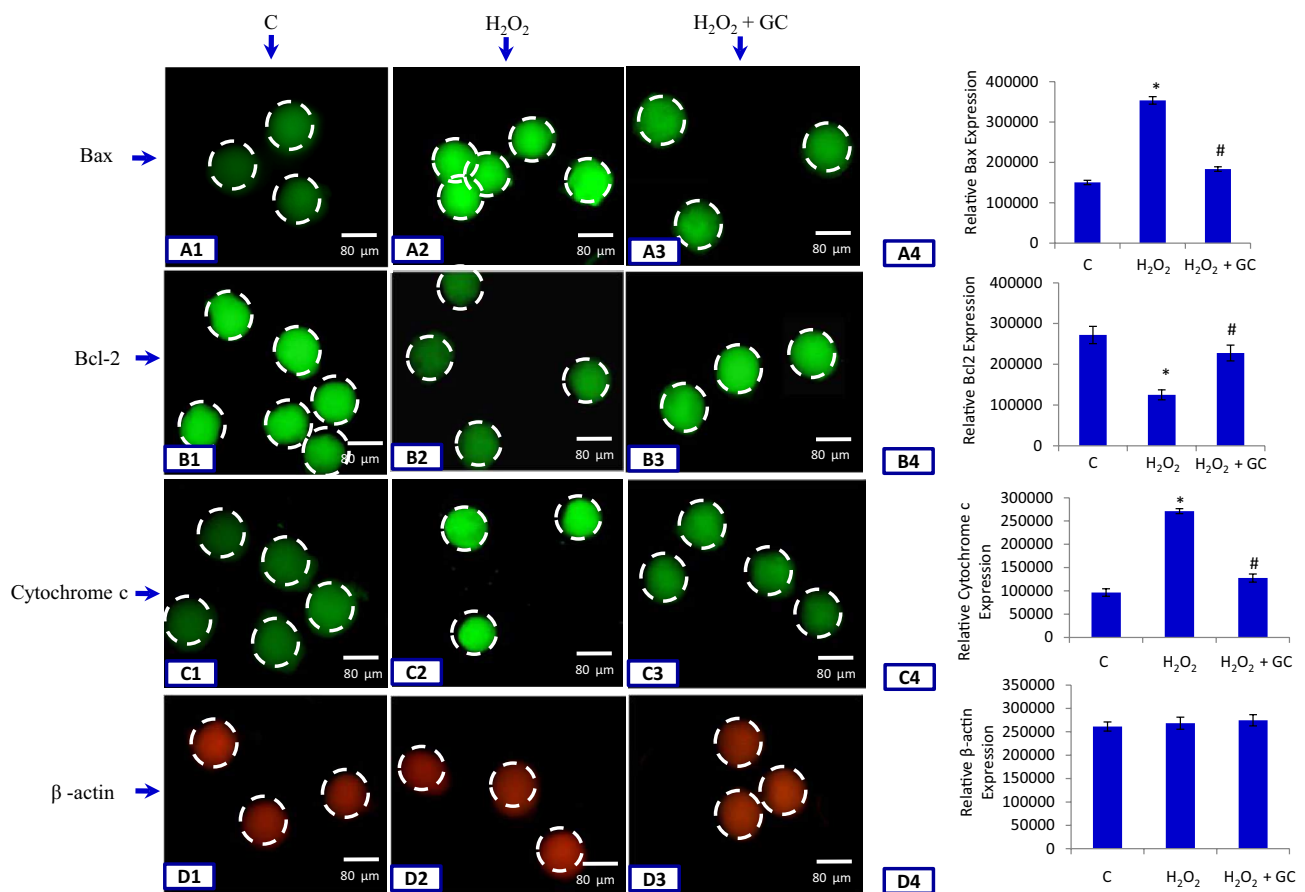 C
H₂O₂
H₂O₂ + GC
Bax
A1
80 μm
A2
80 μm
A3
80 μm
A4
Relative Bax Expression
400000
300000
200000
100000
0
*
#
C
H₂O₂
H₂O₂ + GC
Bcl-2
B1
80 μm
B2
80 μm
B3
80 μm
B4
Relative Bcl2 Expression
400000
300000
200000
100000
0
*
#
C
H₂O₂
H₂O₂ + GC
Cytochrome c
C1
80 μm
C2
80 μm
C3
80 μm
C4
Relative Cytochrome c
Expression
300000
250000
200000
150000
100000
50000
0
*
#
C
H₂O₂
H₂O₂ + GC
β -actin
D1
80 μm
D2
80 μm
D3
80 μm
D4
Relative β-actin
Expression
350000
300000
250000
200000
150000
100000
50000
0
C
H₂O₂
H₂O₂ + GC